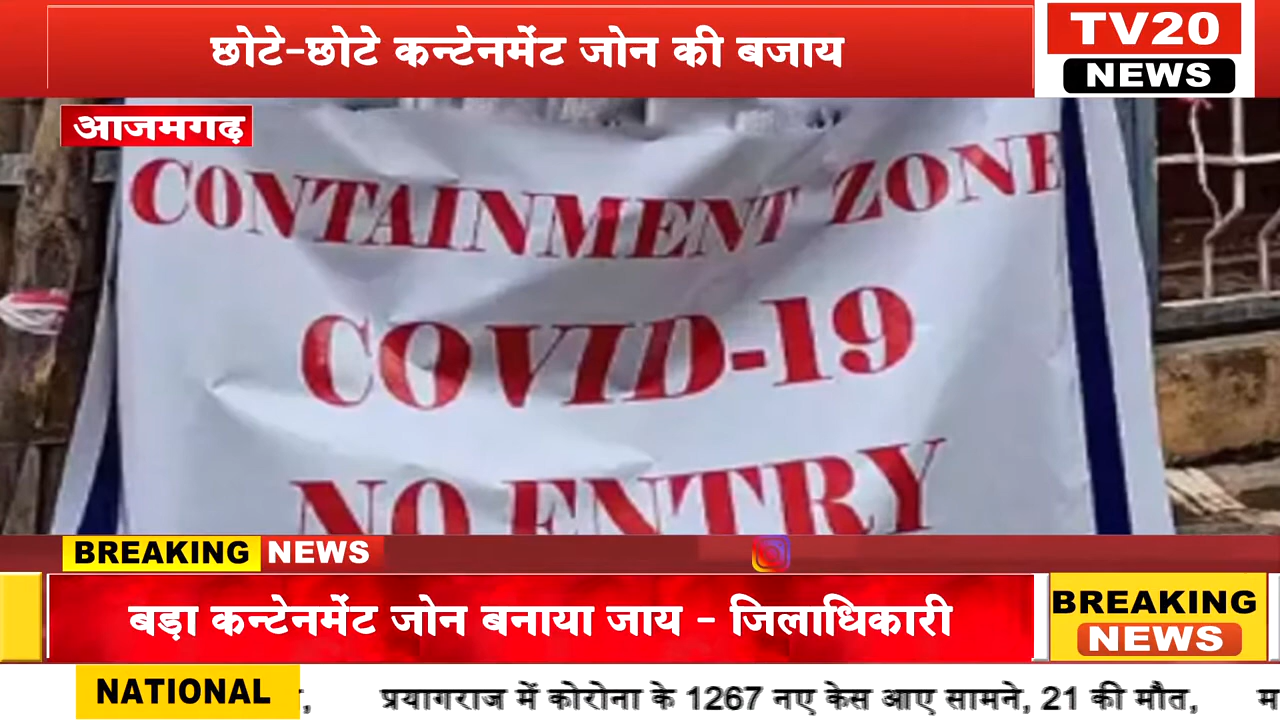 छोटे-छोटे कन्टेनमेंट जोन की बजाय
TV20
NEWS
आजमगढ़
CONTAINMENT ZONE
COVID-19
NO ENTRY
BREAKING NEWS
बड़ा कन्टेनमेंट जोन बनाया जाय - जिलाधिकारी
BREAKING
NEWS
NATIONAL
प्रयागराज में कोरोना के 1267 नए केस आए सामने, 21 की मौत,